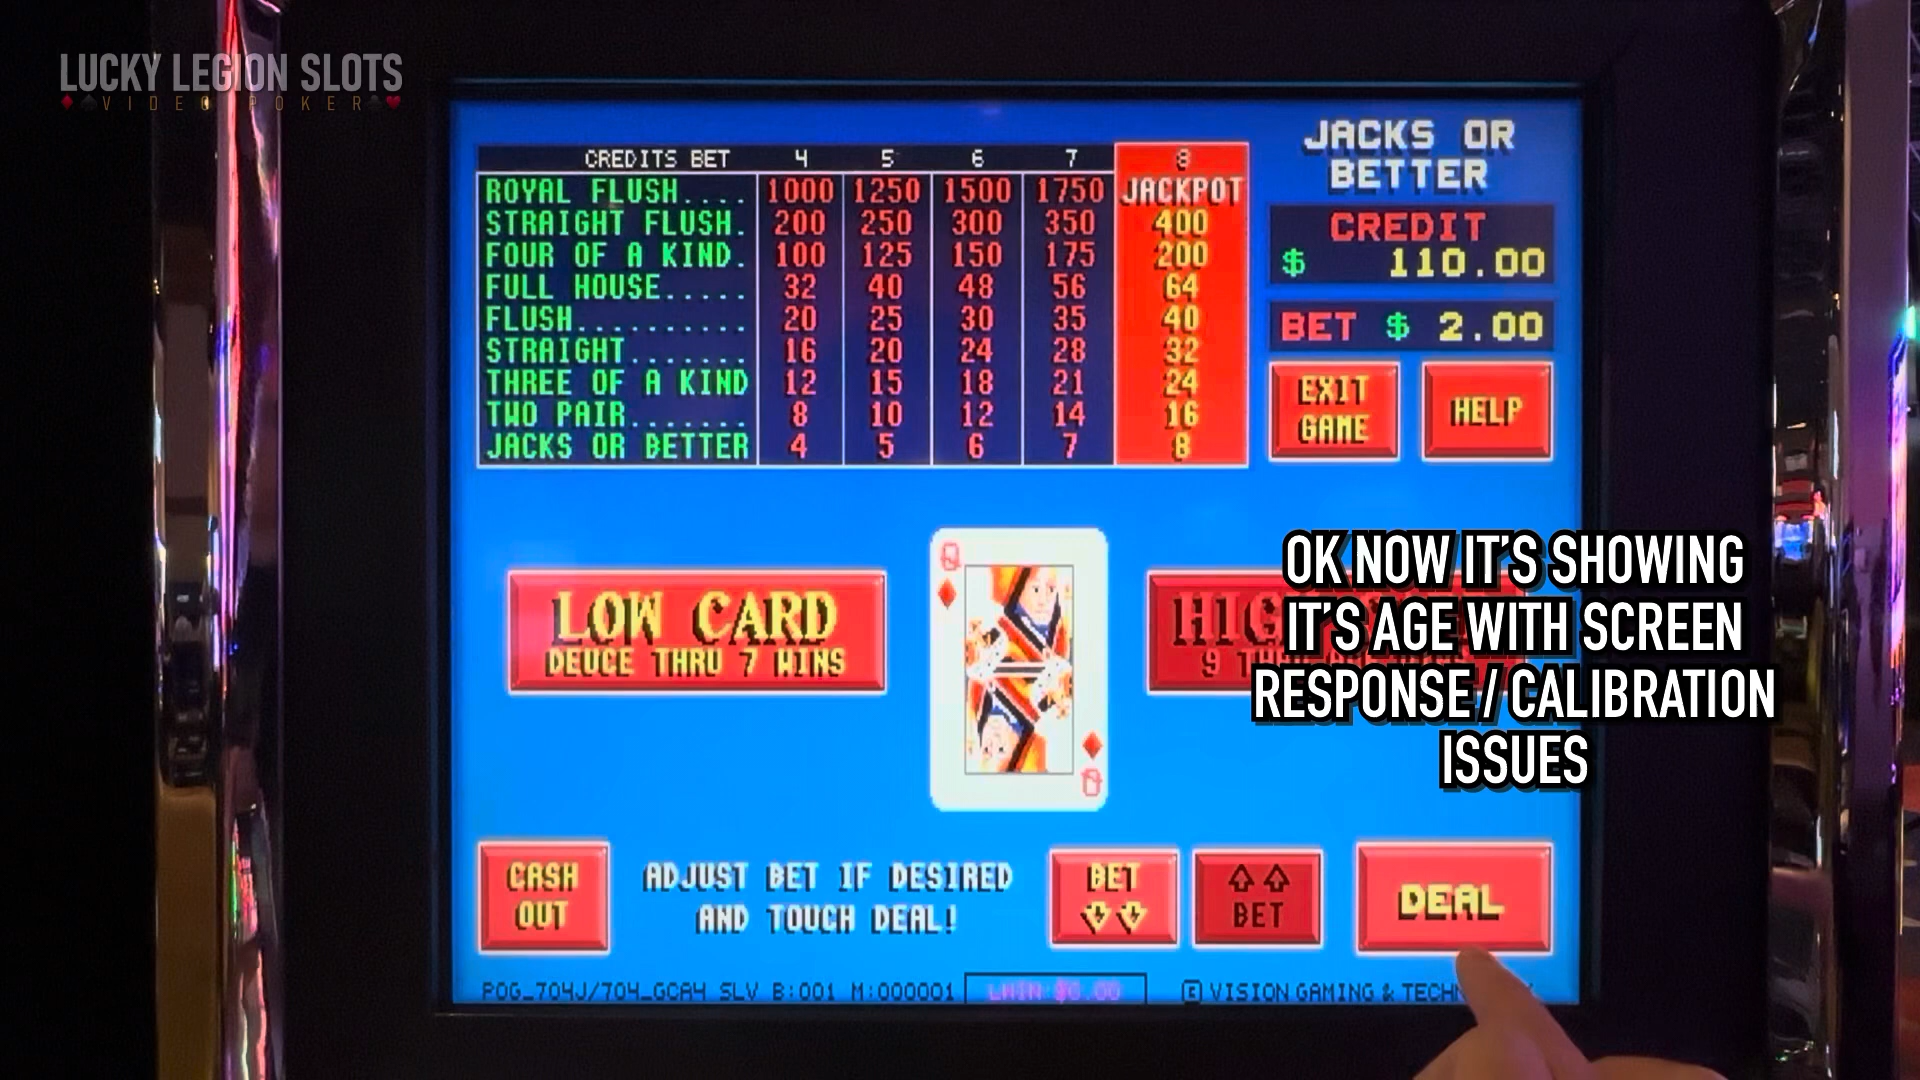 LUCKY LEGION SLOTS
VIDEO POKER
JACKS OR
BETTER
CREDITS BET 4 5 6 7 8
ROYAL FLUSH.... 1000 1250 1500 1750 JACKPOT
STRAIGHT FLUSH. 200 250 300 350 400
FOUR OF A KIND. 100 125 150 175 200
FULL HOUSE..... 32 40 48 56 64
FLUSH.......... 20 25 30 35 40
STRAIGHT....... 16 20 24 28 32
THREE OF A KIND 12 15 18 21 24
TWO PAIR....... 8 10 12 14 16
JACKS OR BETTER 4 5 6 7 8
CREDIT
$ 110.00
BET $ 2.00
EXIT
GAME
HELP
LOW CARD
DEUCE THRU 7 WINS
Q
Q
9
OK NOW IT'S SHOWING
IT'S AGE WITH SCREEN
RESPONSE / CALIBRATION
ISSUES
CASH
OUT
ADJUST BET IF DESIRED
AND TOUCH DEAL!
BET
BET
DEAL
POG_704J/704_GCA4 SLV B:001 M:000001
LWIN $0.00
VISION GAMING &